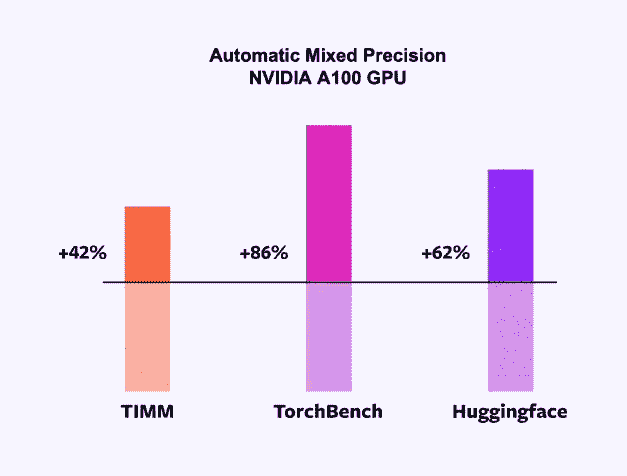 Automatic Mixed Precision
NVIDIA A100 GPU
+42%
+86%
+62%
TIMM
TorchBench
Huggingface